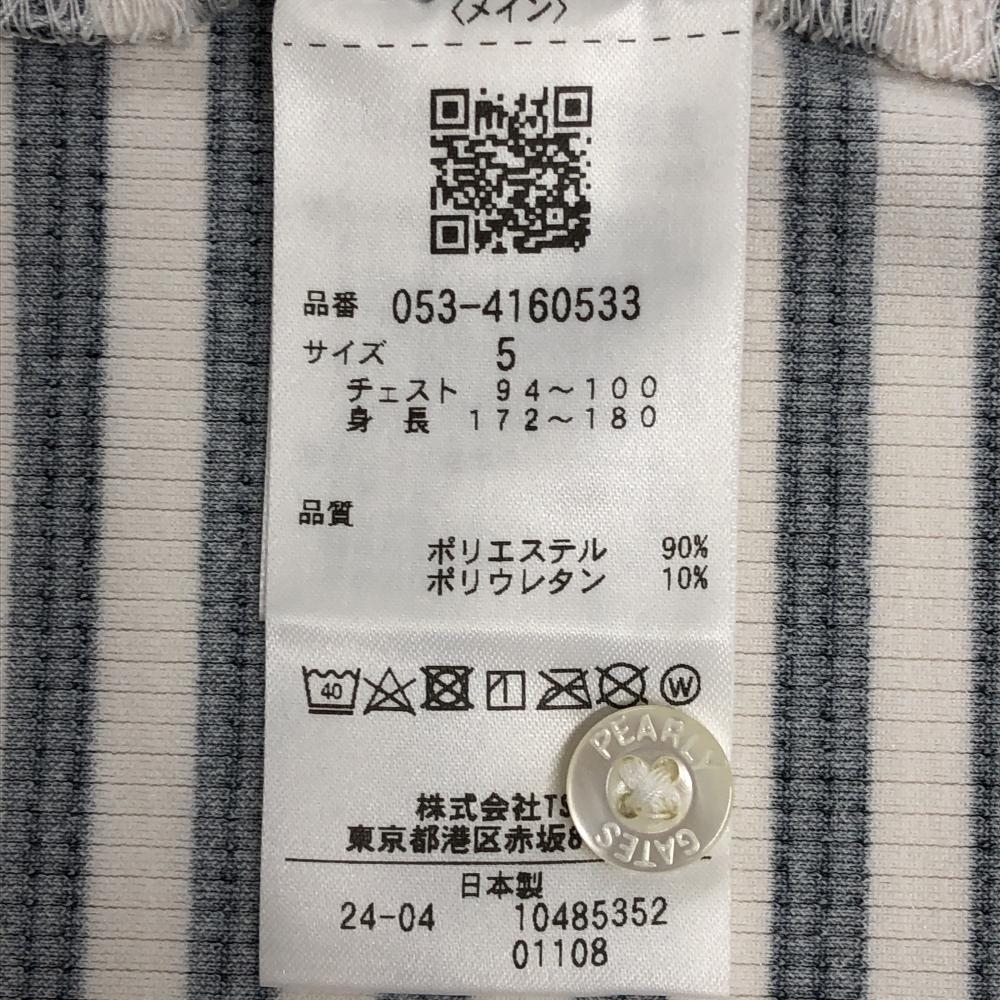 〈メイン〉
品番 053-4160533
サイズ 5
チェスト 94～100
身長 172～180
品質
ポリエステル 90%
ポリウレタン 10%
40
W
株式会社TS
東京都港区赤坂8
PEARLY
GATES
日本製
24-04 10485352
01108